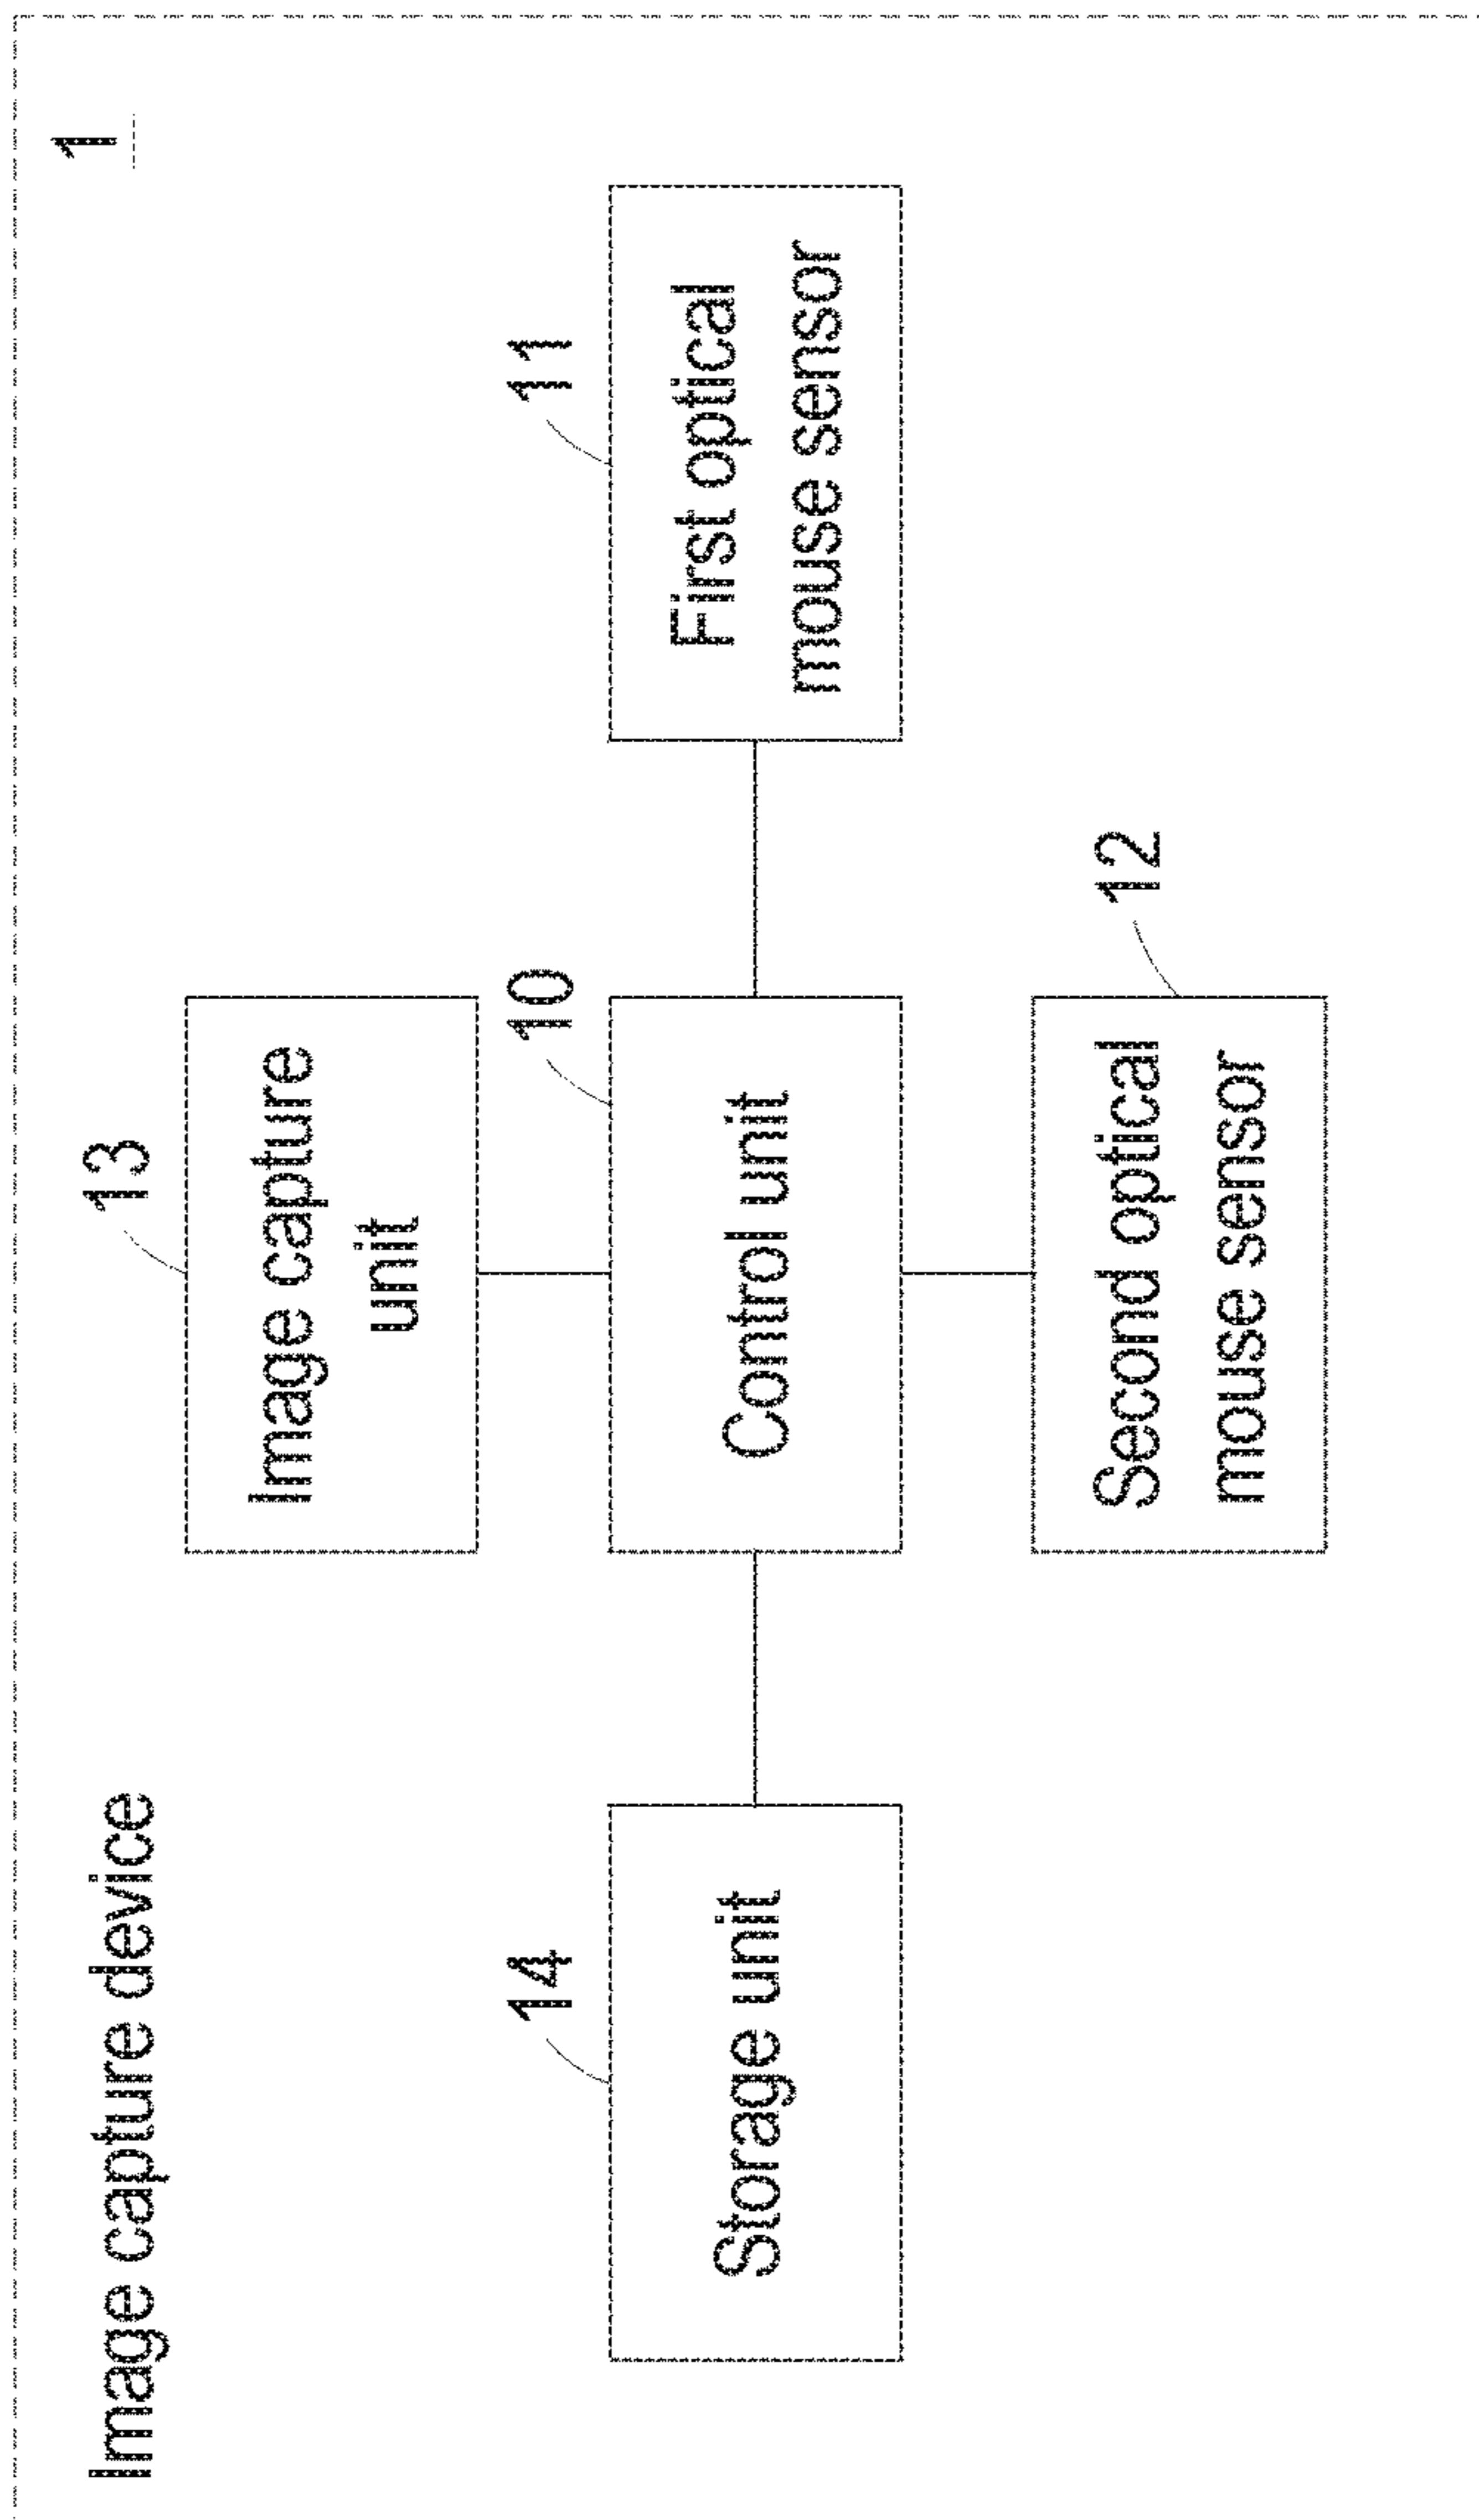 Image capture device
1
13
Image capture
unit
14
Storage unit
10
Control unit
11
First optical
mouse sensor
12
Second optical
mouse sensor